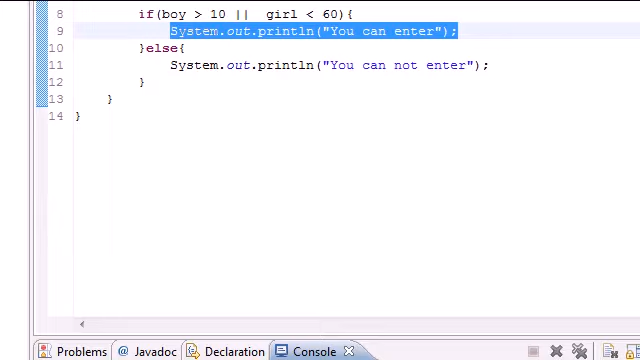 8 if(boy > 10 || girl < 60){
9 System.out.println("You can enter");
10 }else{
11 System.out.println("You can not enter");
12 }
13 }
14 }
Problems @ Javadoc Declaration Console